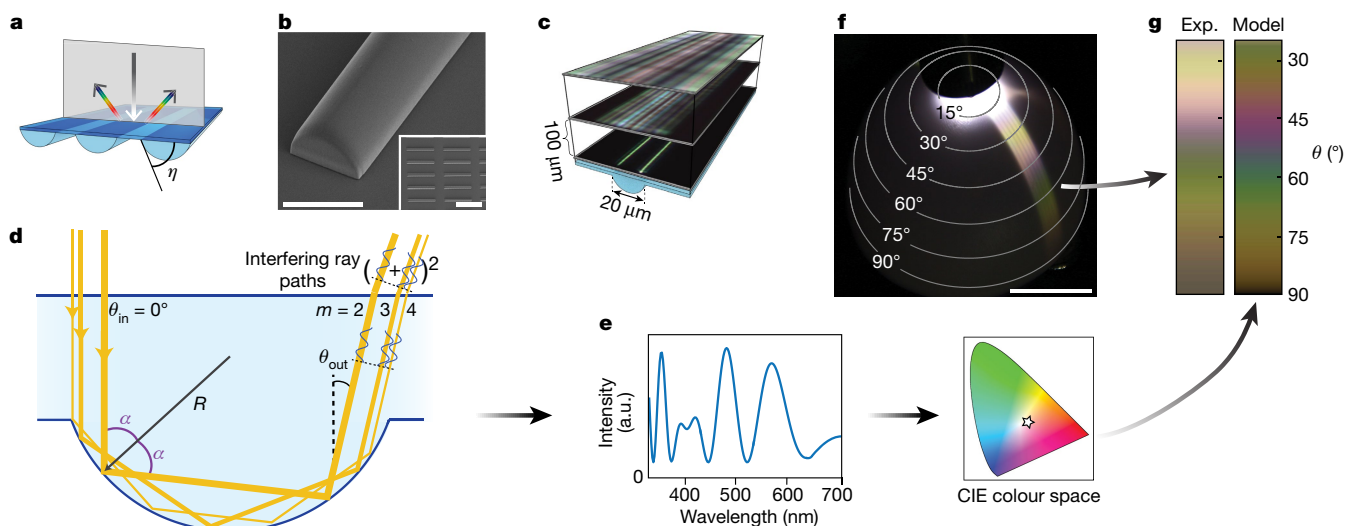 a
η
b
c
100 μm
20 μm
d
Interfering ray
paths
( + )2
θin = 0°
m = 2 3 4
θout
R
α
α
e
Intensity
(a.u.)
0
400 500 600 700
Wavelength (nm)
CIE colour space
f
15°
30°
45°
60°
75°
90°
g
Exp. Model
30
45
θ (°)
60
75
90